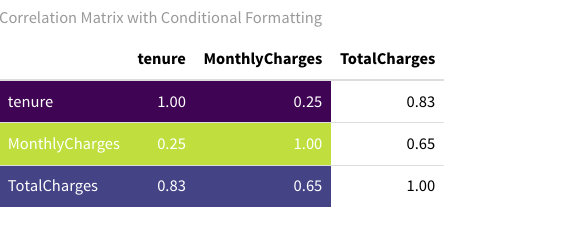 Correlation Matrix with Conditional Formatting
tenure MonthlyCharges TotalCharges
tenure 1.00 0.25 0.83
MonthlyCharges 0.25 1.00 0.65
TotalCharges 0.83 0.65 1.00